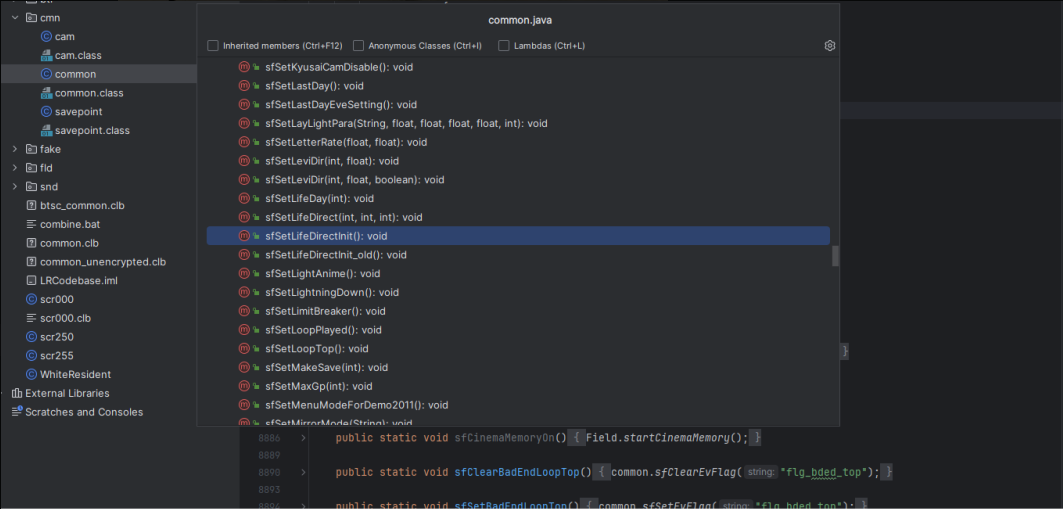 cmn
cam
cam.class
common
common.class
savepoint
savepoint.class
fake
fld
snd
btsc_common.clb
combine.bat
common.clb
common_unencrypted.clb
LRCodebase.iml
scr000
scr000.clb
scr250
scr255
WhiteResident
External Libraries
Scratches and Consoles
common.java
Inherited members (Ctrl+F12) Anonymous Classes (Ctrl+I) Lambdas (Ctrl+L)
sfSetKyusaiCamDisable(): void
sfSetLastDay(): void
sfSetLastDayEveSetting(): void
sfSetLayLightPara(String, float, float, float, float, int): void
sfSetLetterRate(float, float): void
sfSetLeviDir(int, float): void
sfSetLeviDir(int, float, boolean): void
sfSetLifeDay(int): void
sfSetLifeDirect(int, int, int): void
sfSetLifeDirectInit(): void
sfSetLifeDirectInit_old(): void
sfSetLightAnime(): void
sfSetLightningDown(): void
sfSetLimitBreaker(): void
sfSetLoopPlayed(): void
sfSetLoopTop(): void
sfSetMakeSave(int): void
sfSetMaxGp(int): void
sfSetMenuModeForDemo2011(): void
sfSetMirrorMode(String): void
}
8886 public static void sfCinemaMemoryOn() { Field.startCinemaMemory(); }
8889
8890 public static void sfClearBadEndLoopTop() { common.sfClearEvFlag( string: "flg_bded_top"); }
8893
8894 public static void sfSetBadEndLoopTop() { common.sfSetEvFlag( string: "flg_bded_top"); }